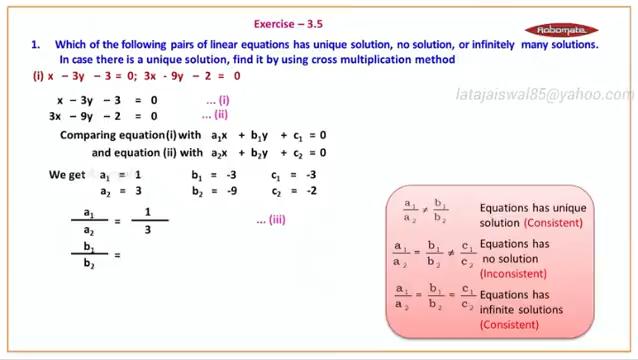 Exercise – 3.5
Robomate
1. Which of the following pairs of linear equations has unique solution, no solution, or infinitely many solutions.
In case there is a unique solution, find it by using cross multiplication method
(i) x – 3y – 3 = 0; 3x - 9y – 2 = 0
latajaiswal85@yahoo.com
x – 3y – 3 = 0 ...(i)
3x – 9y – 2 = 0 ...(ii)
Comparing equation(i) with a₁x + b₁y + c₁ = 0
and equation (ii) with a₂x + b₂y + c₂ = 0
We get a₁ = 1 b₁ = -3 c₁ = -3
a₂ = 3 b₂ = -9 c₂ = -2
a₁/a₂ = 1/3 ...(iii)
b₁/b₂ =
a₁/a₂ ≠ b₁/b₂ Equations has unique
solution (Consistent)
a₁/a₂ = b₁/b₂ ≠ c₁/c₂ Equations has
no solution
(Inconsistent)
a₁/a₂ = b₁/b₂ = c₁/c₂ Equations has
infinite solutions
(Consistent)